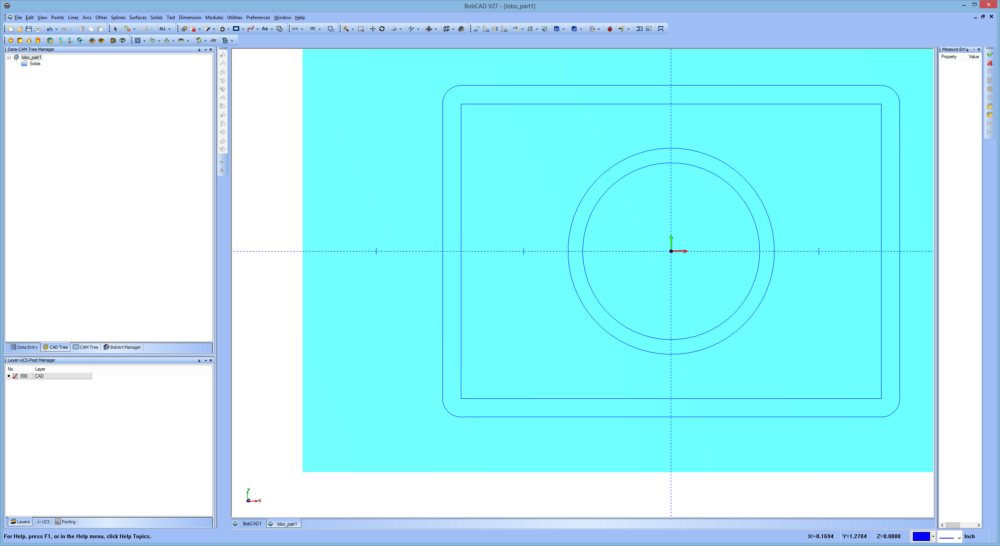 BobCAD V27 - [lobo_part1]
File Edit View Points Lines Arcs Other Splines Surfaces Solids Text Dimension Modules Utilities Preferences Window Help
ALL Aa
Data-CAM Tree Manager
lobo_part1
Solids
Data Entry CAD Tree CAM Tree BobArt Manager
Layer-UCS-Post Manager
No. Layer
000 CAD
Layers UCS Posting
Measure Ent
Property Value
Y
Z X
BobCAD1 lobo_part1
For Help, press F1, or in the Help menu, click Help Topics.
X=-0.1694 Y=1.2704 Z=0.0000 Inch